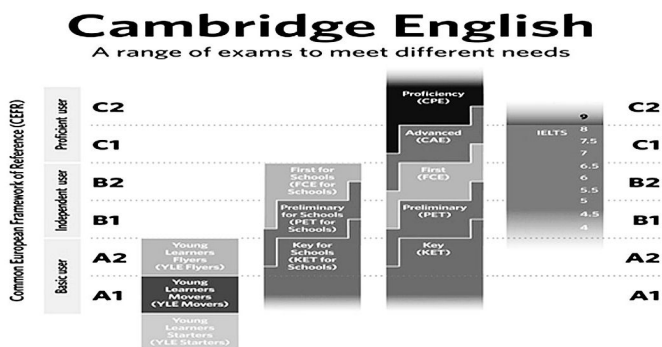 Cambridge English
A range of exams to meet different needs
Common European Framework of Reference (CEFR)
Proficient user
Independent user
Basic user
C2
C1
B2
B1
A2
A1
Young
Learners
Flyers
(YLE Flyers)
Young
Learners
Movers
(YLE Movers)
Young
Learners
Starters
(YLE Starters)
First for
Schools
(FCE for
Schools)
Preliminary
for Schools
(PET for
Schools)
Key for
Schools
(KET for
Schools)
Proficiency
(CPE)
Advanced
(CAE)
First
(FCE)
Preliminary
(PET)
Key
(KET)
IELTS
9
8
7.5
7
6.5
6
5.5
5
4.5
4
C2
C1
B2
B1
A2
A1